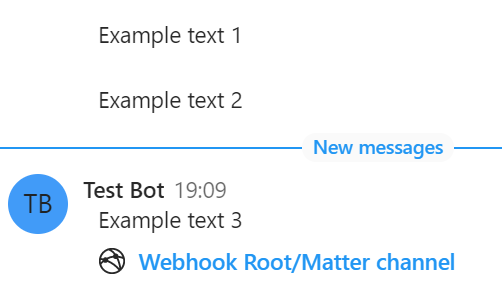 Example text 1
Example text 2
New messages
TB
Test Bot 19:09
Example text 3
Webhook Root/Matter channel